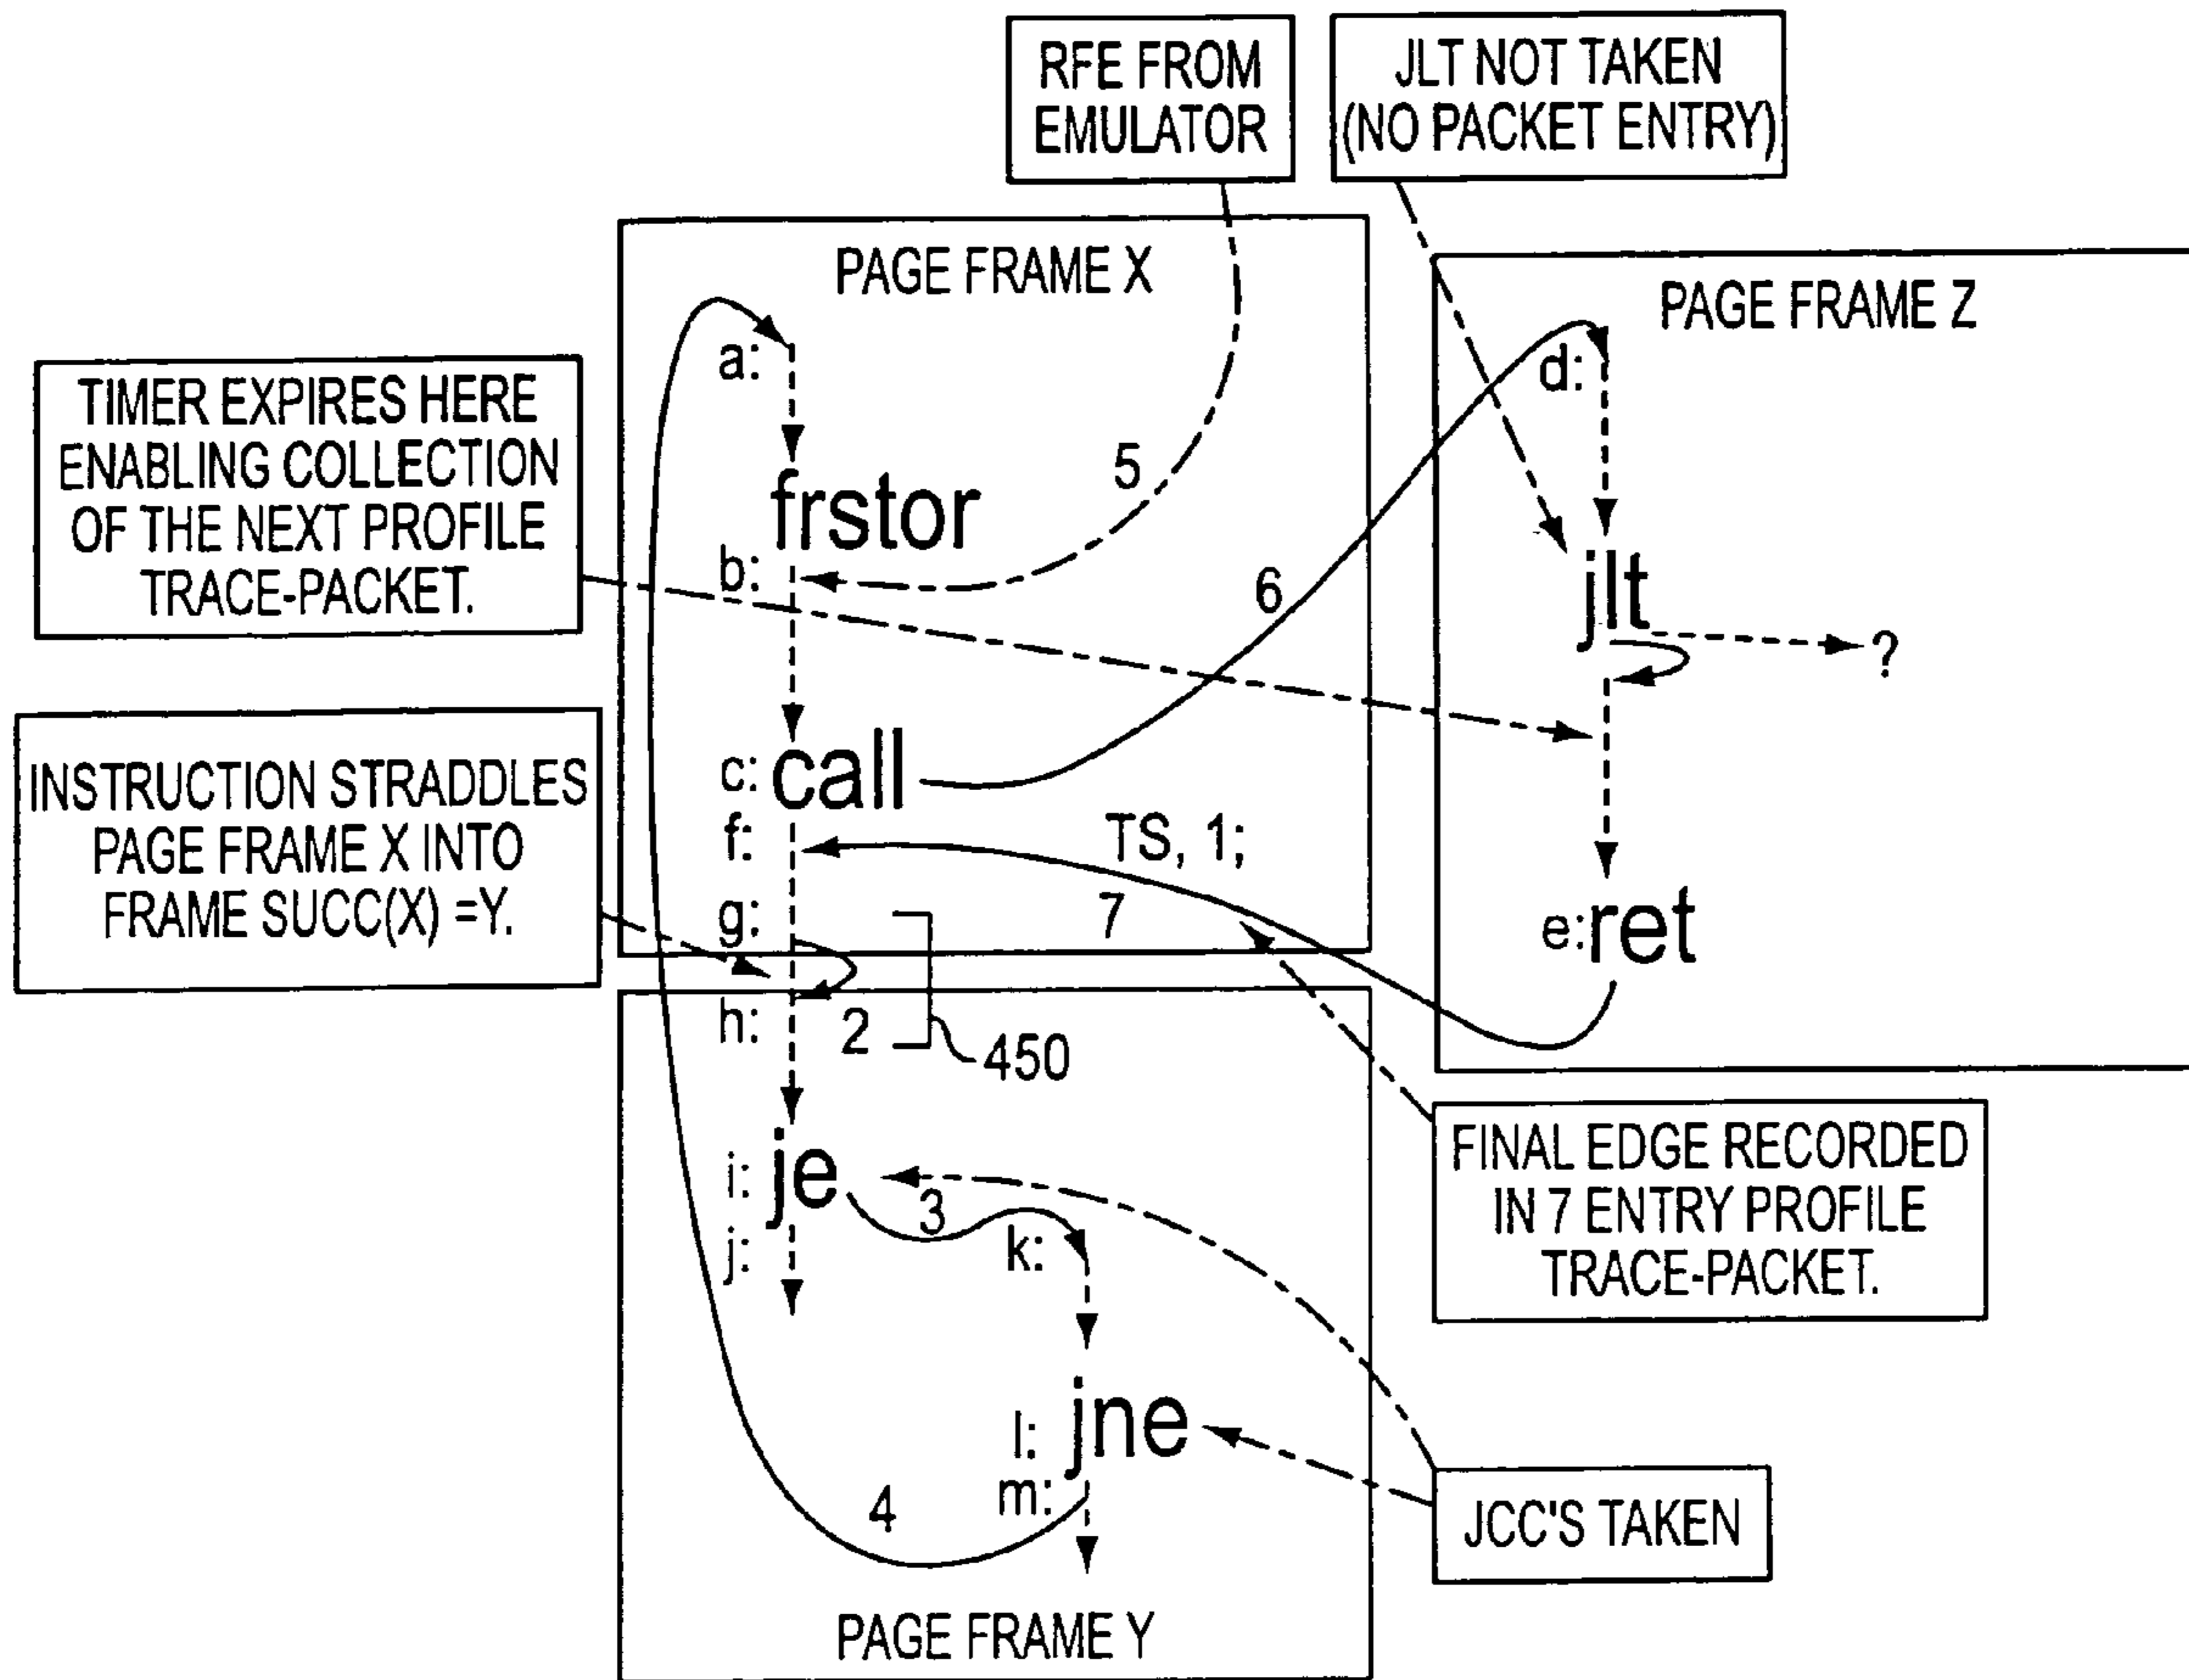 RFE FROM
EMULATOR
JLT NOT TAKEN
(NO PACKET ENTRY)
PAGE FRAME X
PAGE FRAME Z
TIMER EXPIRES HERE
ENABLING COLLECTION
OF THE NEXT PROFILE
TRACE-PACKET.
a:
d:
5
frstor
b:
6
jlt
?
INSTRUCTION STRADDLES
PAGE FRAME X INTO
FRAME SUCC(X) =Y.
c: call
f:
TS, 1;
7
g:
e: ret
h:
2
450
i: je
3
j:
k:
FINAL EDGE RECORDED
IN 7 ENTRY PROFILE
TRACE-PACKET.
l: jne
m:
4
JCC'S TAKEN
PAGE FRAME Y